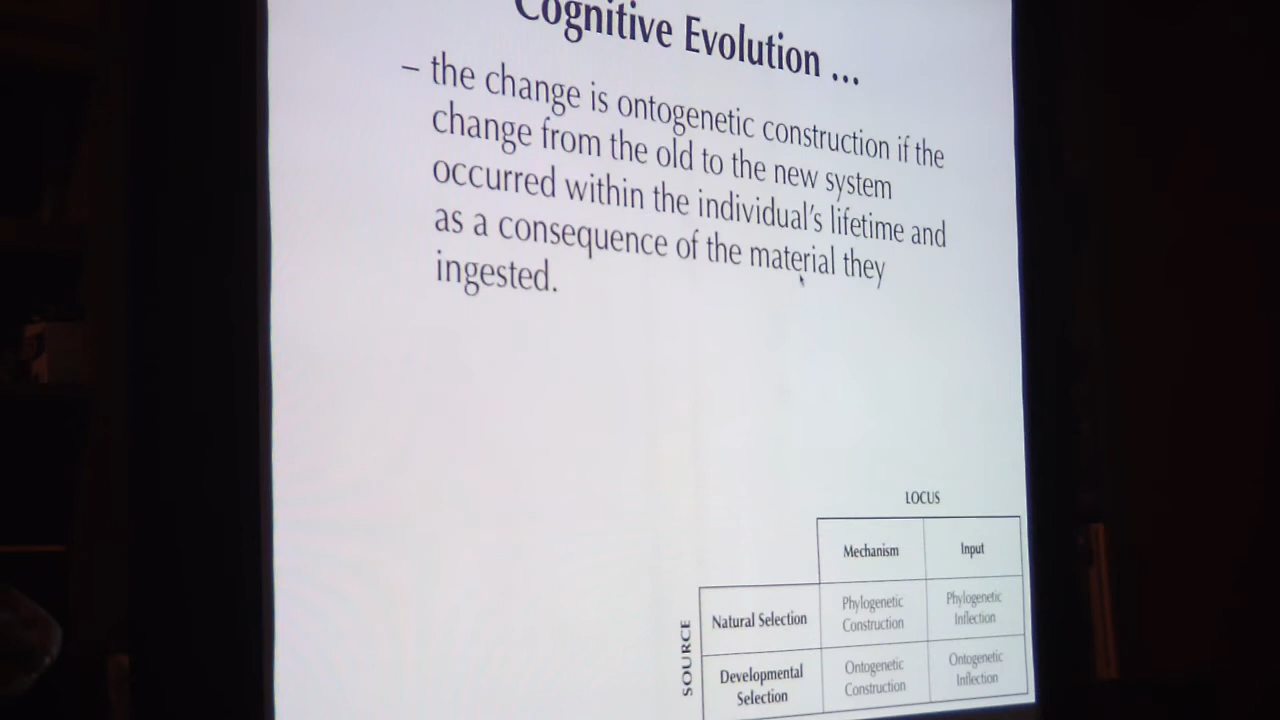 Cognitive Evolution ...
– the change is ontogenetic construction if the
change from the old to the new system
occurred within the individual's lifetime and
as a consequence of the material they
ingested.
LOCUS
Mechanism Input
SOURCE
Natural Selection Phylogenetic Construction Phylogenetic Inflection
Developmental Selection Ontogenetic Construction Ontogenetic Inflection